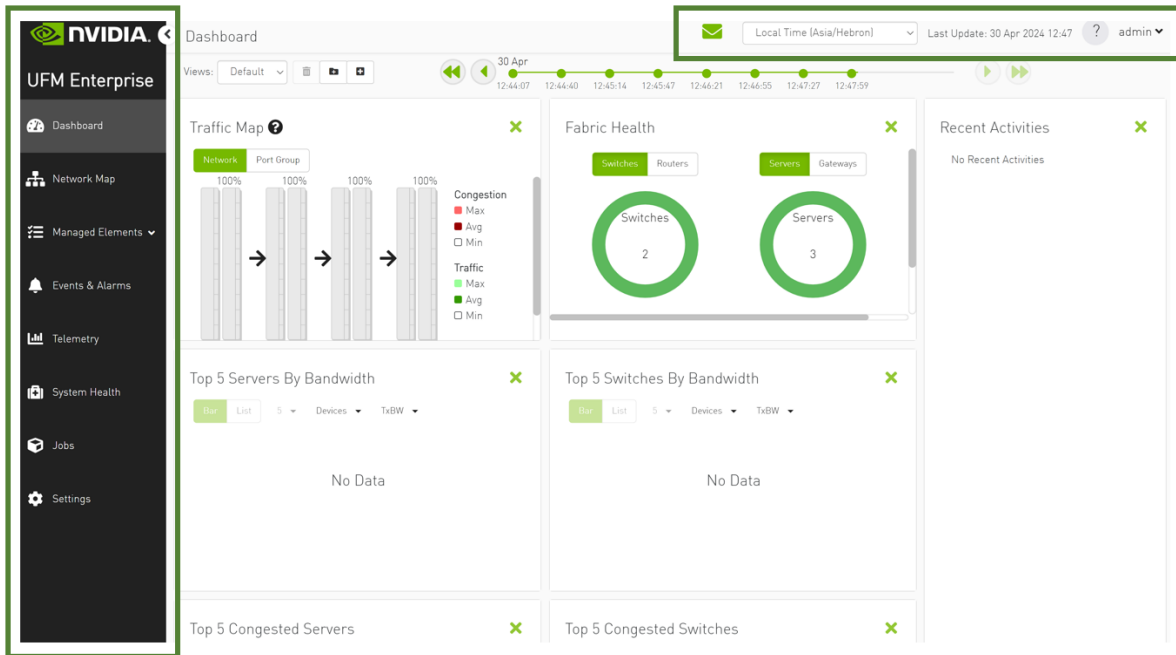 NVIDIA.
UFM Enterprise
Dashboard
Network Map
Managed Elements
Events & Alarms
Telemetry
System Health
Jobs
Settings
Dashboard
Local Time (Asia/Hebron)
Last Update: 30 Apr 2024 12:47
?
admin
Views:
Default
30 Apr
12:44:07 12:44:40 12:45:14 12:45:47 12:46:21 12:46:55 12:47:27 12:47:59
Traffic Map ?
Network Port Group
100% 100% 100% 100%
Congestion
Max
Avg
Min
Traffic
Max
Avg
Min
Fabric Health
Switches Routers
Servers Gateways
Switches
2
Servers
3
Recent Activities
No Recent Activities
Top 5 Servers By Bandwidth
Bar List 5 Devices TxBW
No Data
Top 5 Switches By Bandwidth
Bar List 5 Devices TxBW
No Data
Top 5 Congested Servers
Top 5 Congested Switches